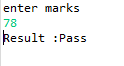 enter marks
78
Result :Pass